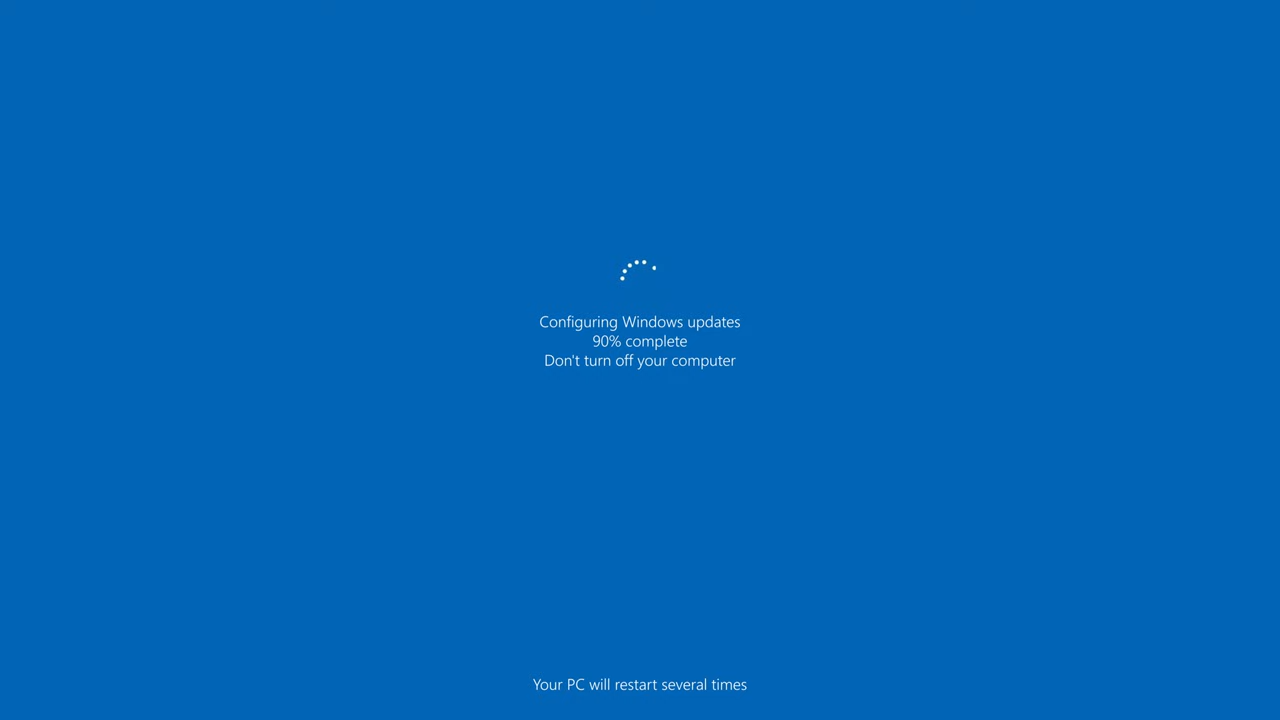 Configuring Windows updates
90% complete
Don't turn off your computer
Your PC will restart several times